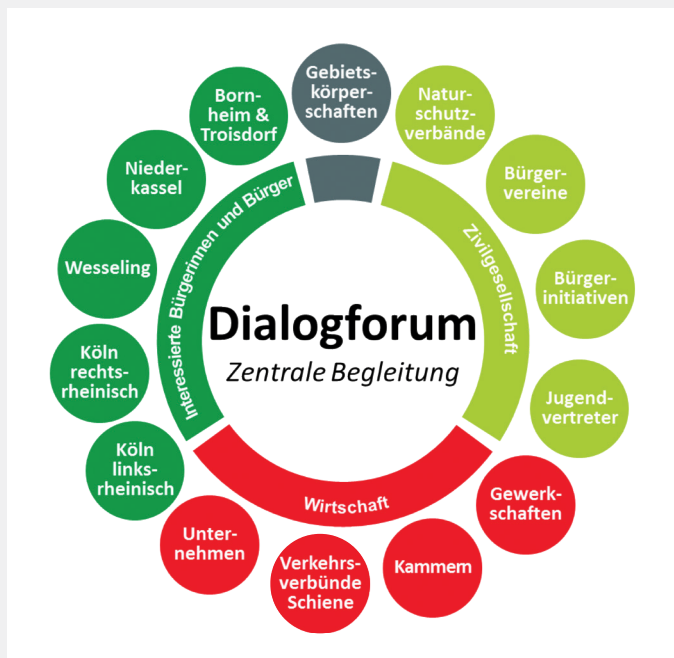 Gebiets-
körper-
schaften
Natur-
schutz-
verbände
Bürger-
vereine
Bürger-
initiativen
Jugend-
vertreter
Gewerk-
schaften
Kammern
Verkehrs-
verbünde
Schiene
Unter-
nehmen
Köln
links-
rheinisch
Köln
rechts-
rheinisch
Wesseling
Nieder-
kassel
Born-
heim &
Troisdorf
Interessierte Bürgerinnen und Bürger
Zivilgesellschaft
Wirtschaft
Dialogforum
Zentrale Begleitung